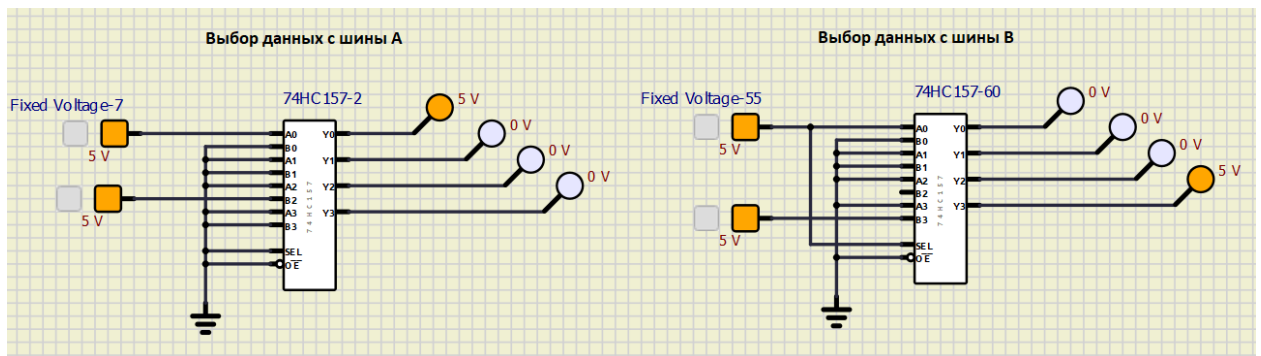 Выбор данных с шины А
Fixed Voltage-7
5 V
5 V
74HC157-2
A0
B0
A1
B1
A2
B2
A3
B3
SEL
OE
Y0
Y1
Y2
Y3
74HC157
5 V
0 V
0 V
0 V
Выбор данных с шины В
Fixed Voltage-55
5 V
5 V
74HC157-60
A0
B0
A1
B1
A2
B2
A3
B3
SEL
OE
Y0
Y1
Y2
Y3
74HC157
0 V
0 V
0 V
5 V